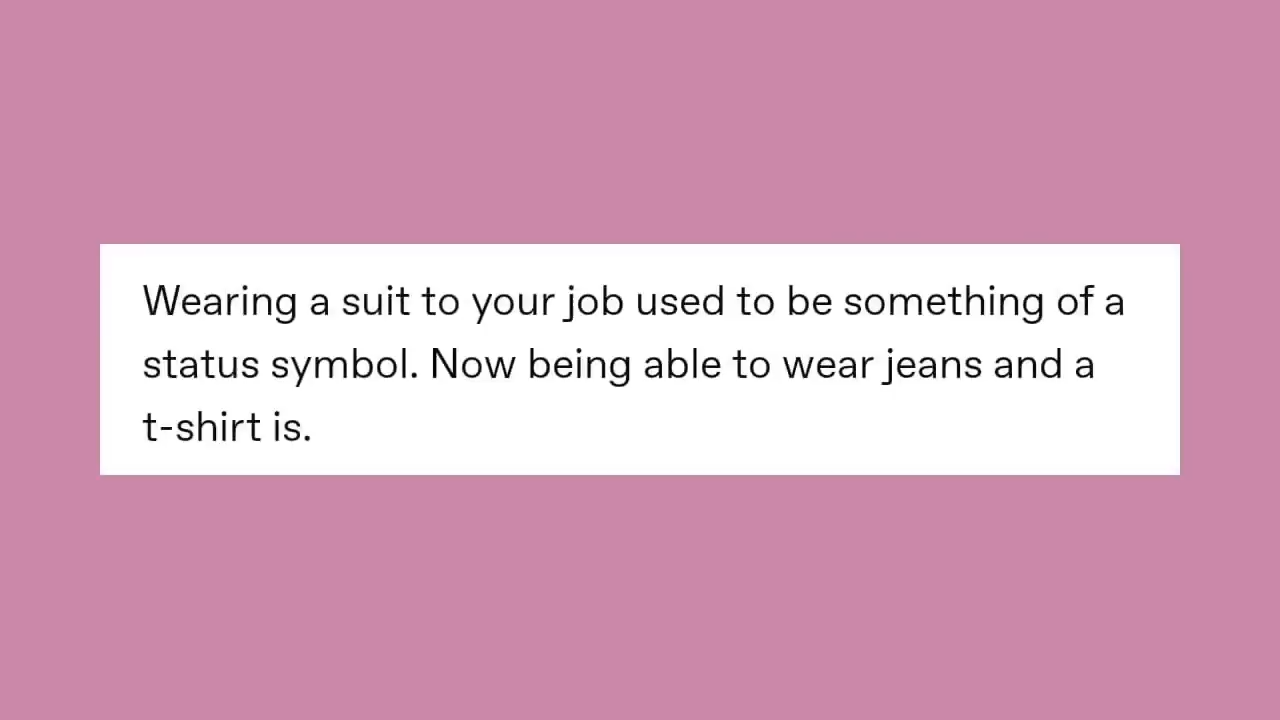 Wearing a suit to your job used to be something of a
status symbol. Now being able to wear jeans and a
t-shirt is.